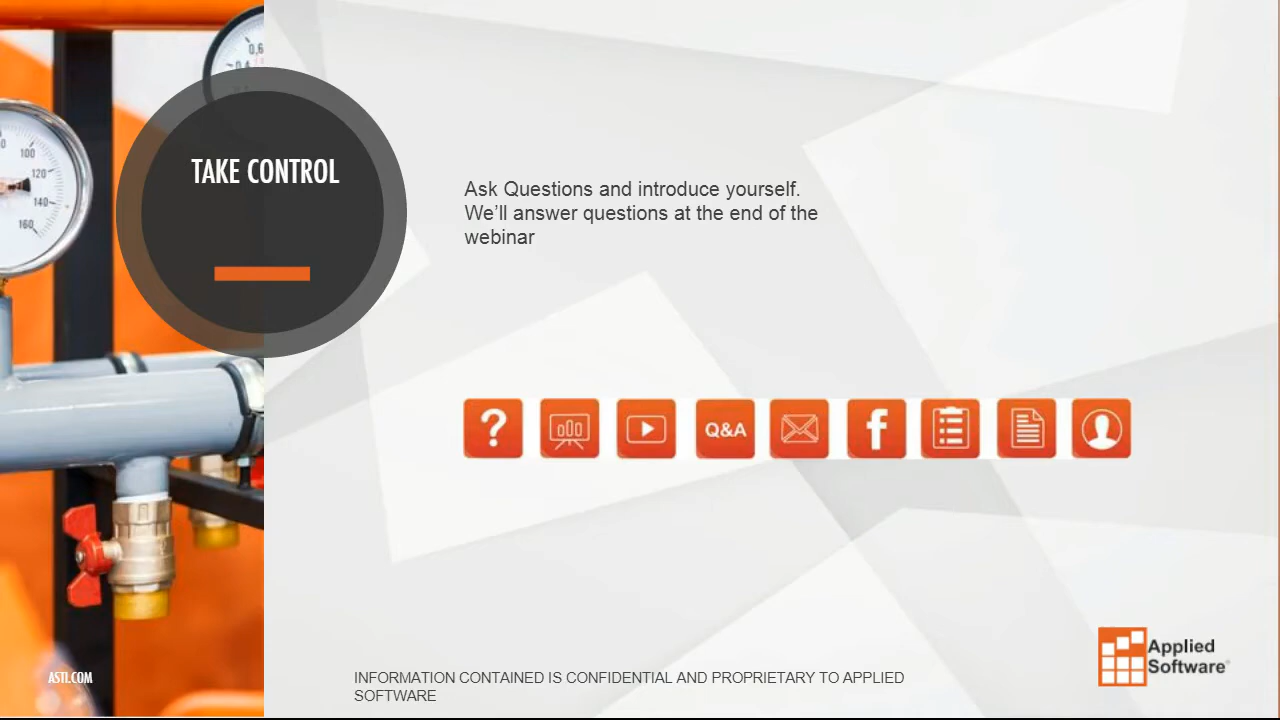 0,6
0,4
0
100
120
140
160
TAKE CONTROL
Ask Questions and introduce yourself.
We'll answer questions at the end of the
webinar
?
Q&A
f
ASTI.COM
INFORMATION CONTAINED IS CONFIDENTIAL AND PROPRIETARY TO APPLIED
SOFTWARE
Applied
Software®